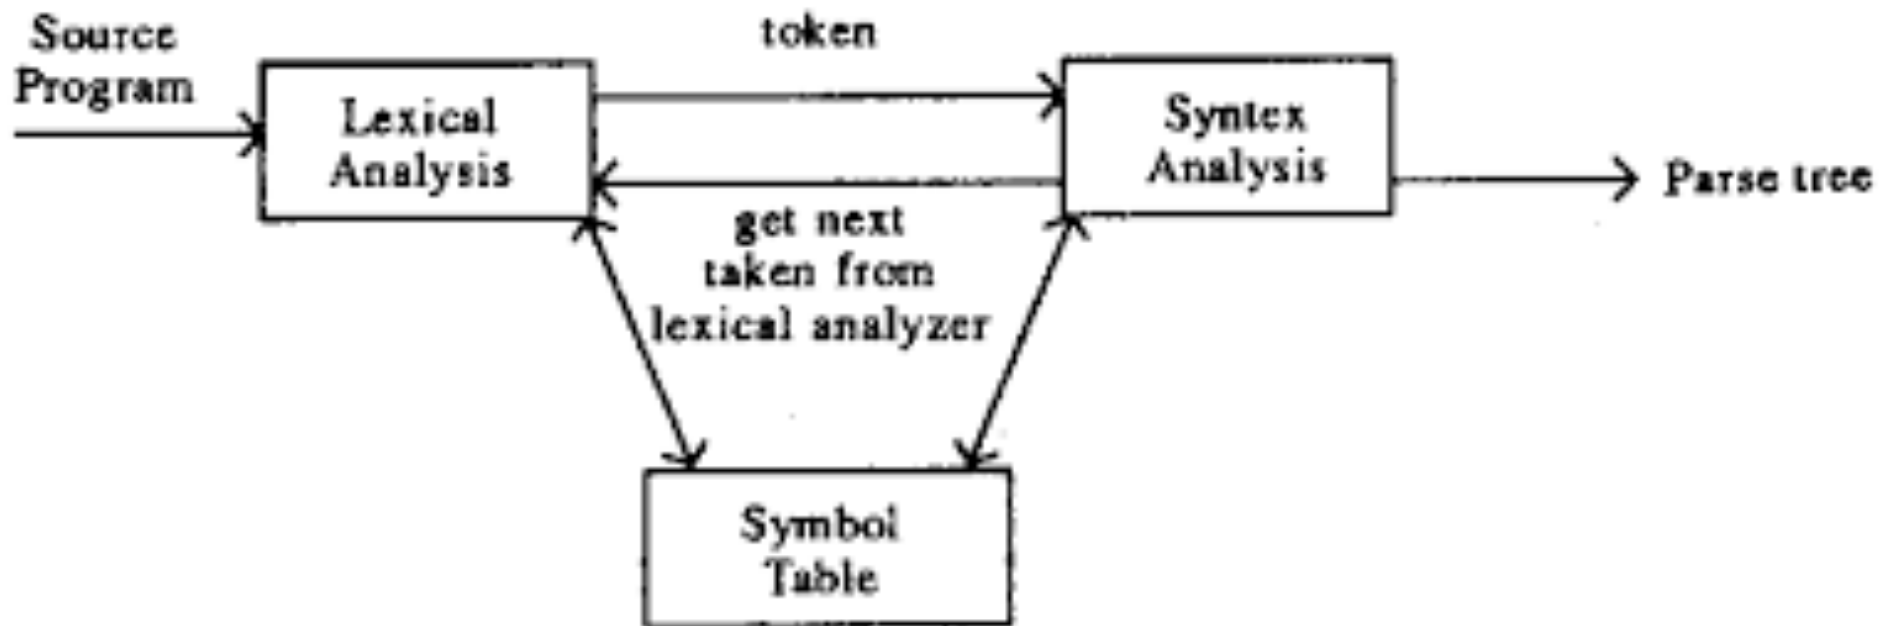 Source
Program
token
Lexical
Analysis
Syntex
Analysis
Parse tree
get next
taken from
lexical analyzer
Symbol
Table